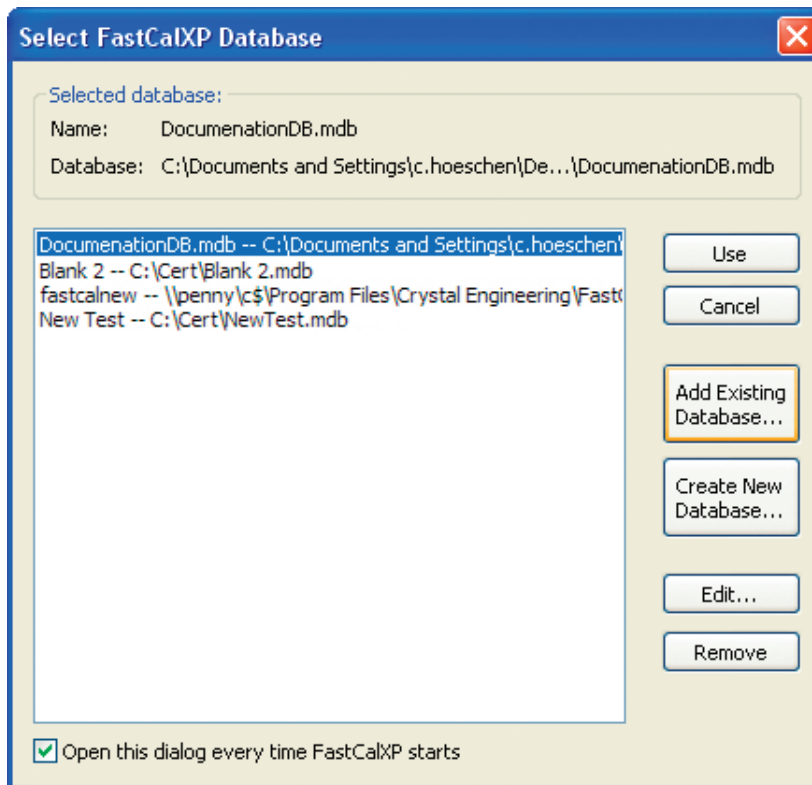 Select FastCalXP Database
Selected database:
Name: DocumenationDB.mdb
Database: C:\Documents and Settings\c.hoeschen\De...\DocumenationDB.mdb
DocumenationDB.mdb -- C:\Documents and Settings\c.hoeschen\
Blank 2 -- C:\Cert\Blank 2.mdb
fastcalnew -- \\penny\c$\Program Files\Crystal Engineering\Fast
New Test -- C:\Cert\NewTest.mdb
Use
Cancel
Add Existing
Database...
Create New
Database...
Edit...
Remove
Open this dialog every time FastCalXP starts